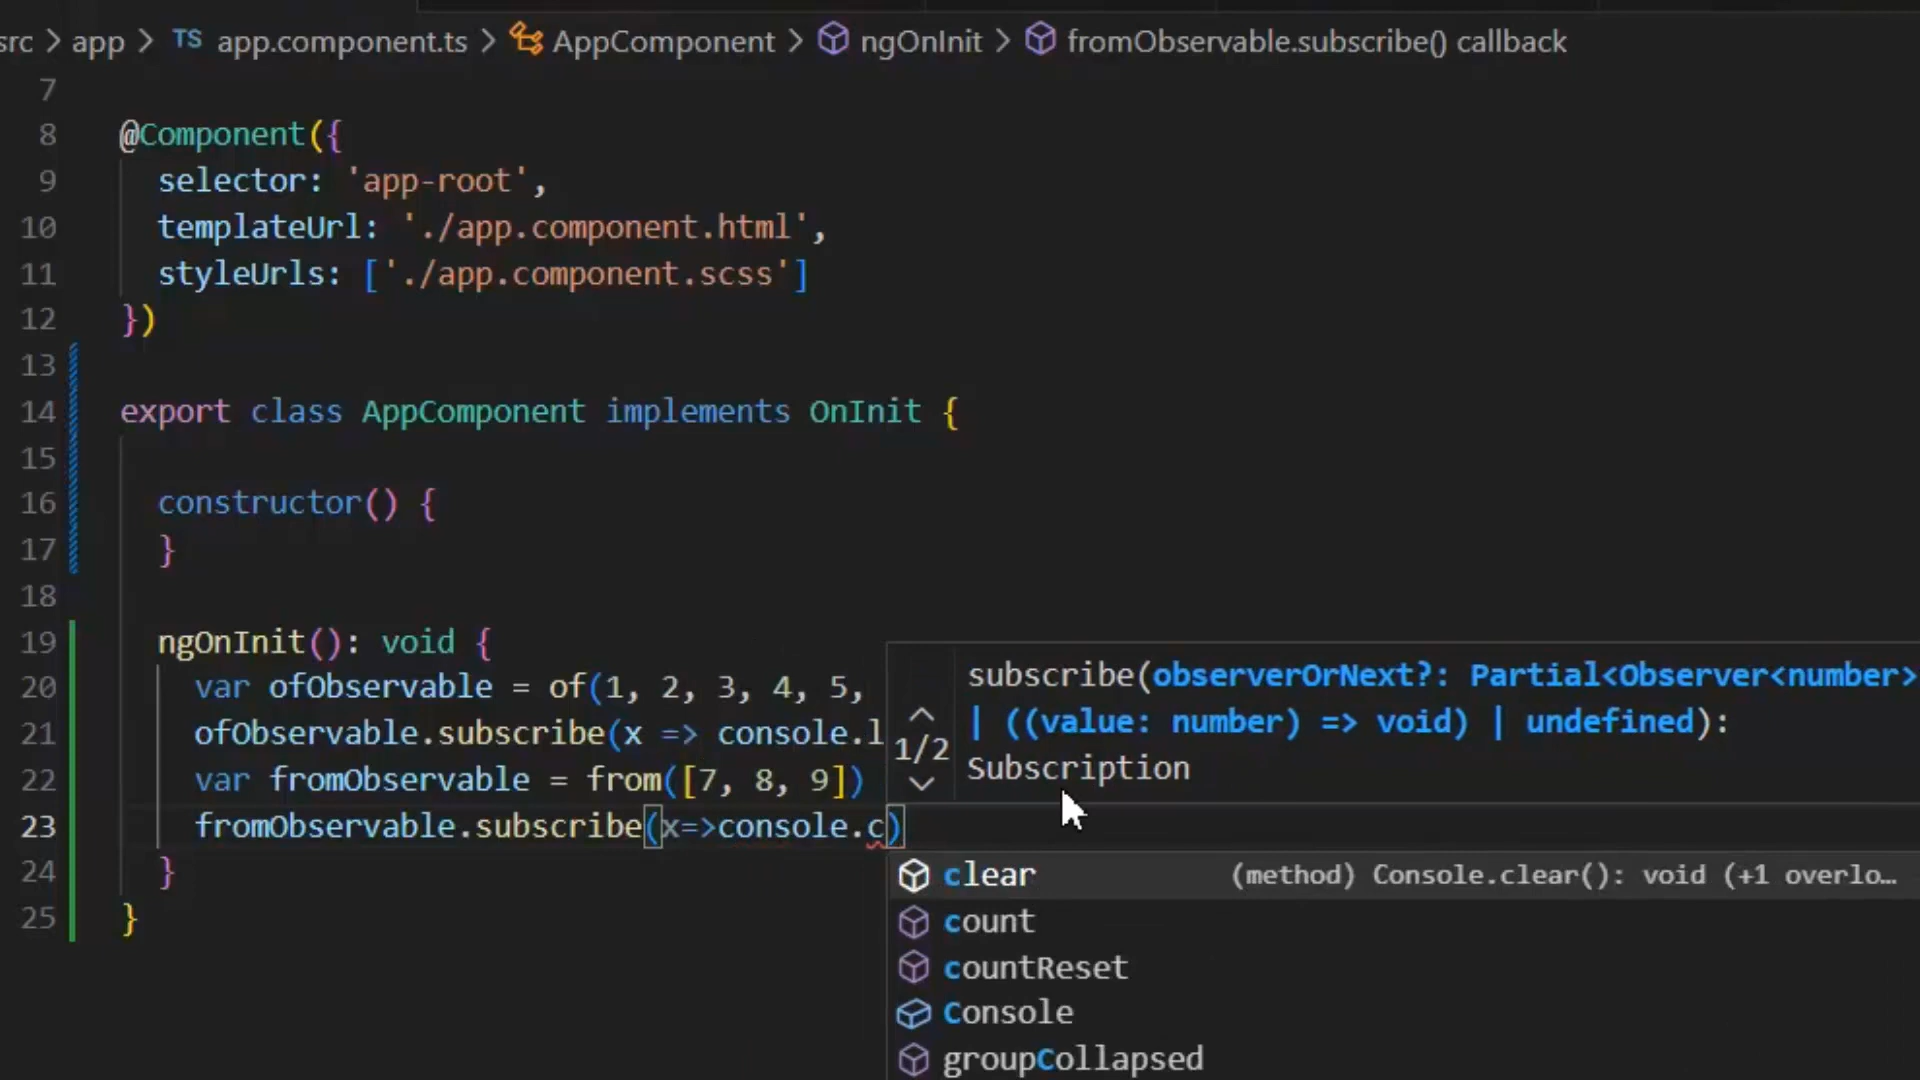 src > app > TS app.component.ts > AppComponent > ngOnInit > fromObservable.subscribe() callback
7
8 @Component({
9 selector: 'app-root',
10 templateUrl: './app.component.html',
11 styleUrls: ['./app.component.scss']
12 })
13
14 export class AppComponent implements OnInit {
15
16 constructor() {
17 }
18
19 ngOnInit(): void {
20 var ofObservable = of(1, 2, 3, 4, 5,
21 ofObservable.subscribe(x => console.l
22 var fromObservable = from([7, 8, 9])
23 fromObservable.subscribe(x=>console.c)
24 }
25 }
subscribe(observerOrNext?: Partial<Observer<number>
| ((value: number) => void) | undefined):
1/2
Subscription
clear (method) Console.clear(): void (+1 overlo…
count
countReset
Console
groupCollapsed